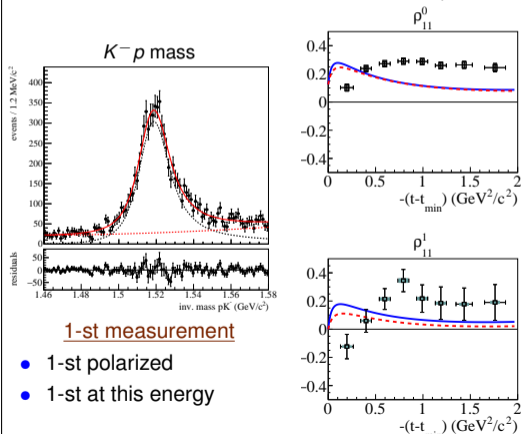 K⁻p mass
events / 1.2 MeV/c²
400
350
300
250
200
150
100
50
0
residuals
50
0
−50
1.46 1.48 1.5 1.52 1.54 1.56 1.58
inv. mass pK⁻ (GeV/c²)
1-st measurement
• 1-st polarized
• 1-st at this energy
ρ⁰₁₁
0.4
0.2
0
−0.2
−0.4
0 0.5 1 1.5 2
-(t-t_min) (GeV²/c²)
ρ¹₁₁
0.4
0.2
0
−0.2
−0.4
0 0.5 1 1.5 2
-(t-t ) (GeV²/c²)